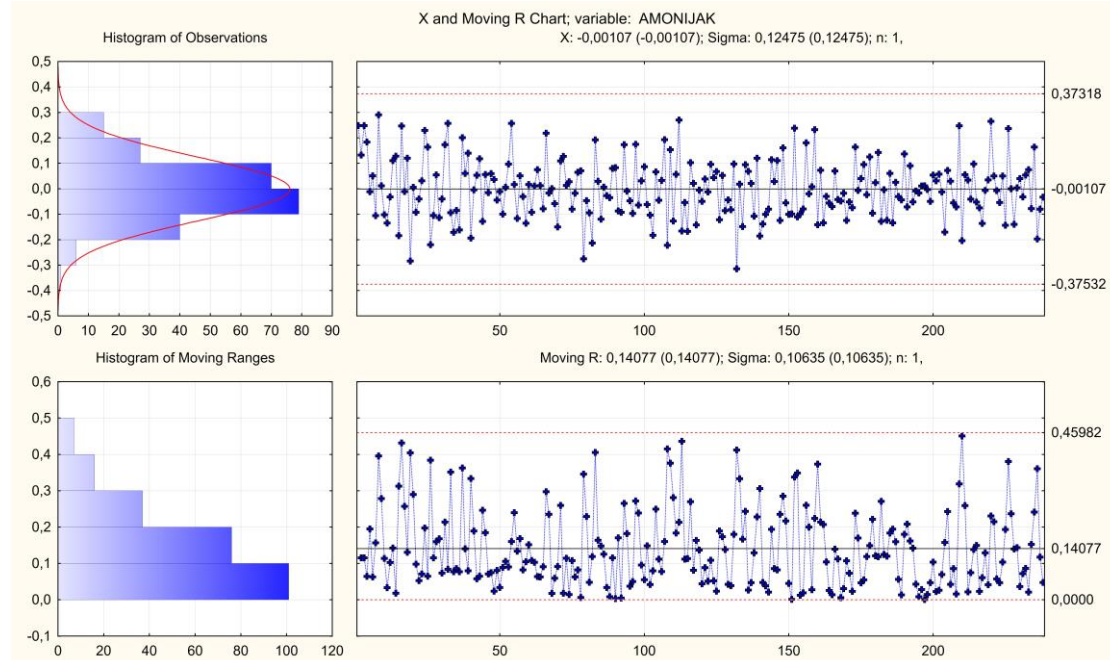 X and Moving R Chart; variable: AMONIJAK
Histogram of Observations
X: -0,00107 (-0,00107); Sigma: 0,12475 (0,12475); n: 1,
0,5
0,4
0,3
0,2
0,1
0,0
-0,1
-0,2
-0,3
-0,4
-0,5
0 10 20 30 40 50 60 70 80 90
0,37318
-0,00107
-0,37532
50 100 150 200
Histogram of Moving Ranges
Moving R: 0,14077 (0,14077); Sigma: 0,10635 (0,10635); n: 1,
0,6
0,5
0,4
0,3
0,2
0,1
0,0
-0,1
0 20 40 60 80 100 120
0,45982
0,14077
0,0000
50 100 150 200